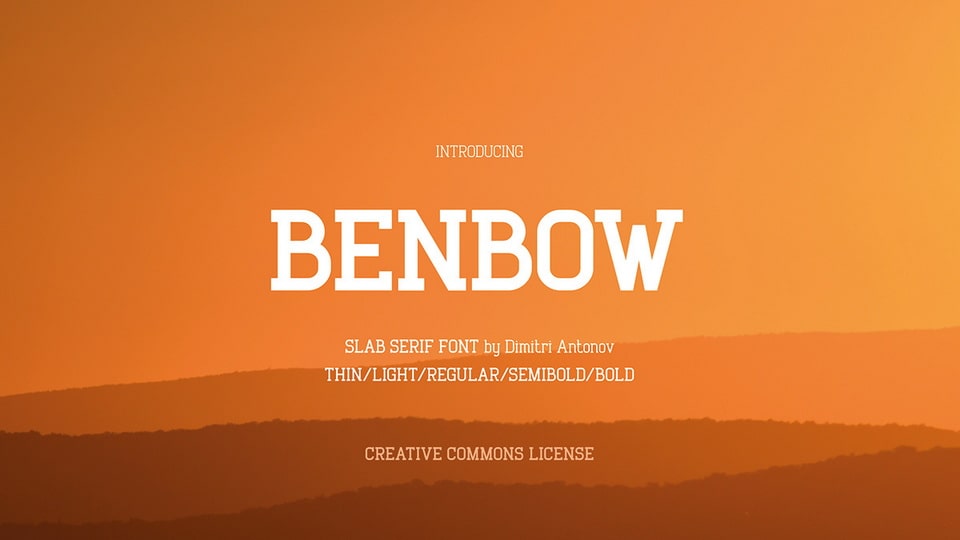 INTRODUCING
BENBOW
SLAB SERIF FONT by Dimitri Antonov
THIN/LIGHT/REGULAR/SEMIBOLD/BOLD
CREATIVE COMMONS LICENSE